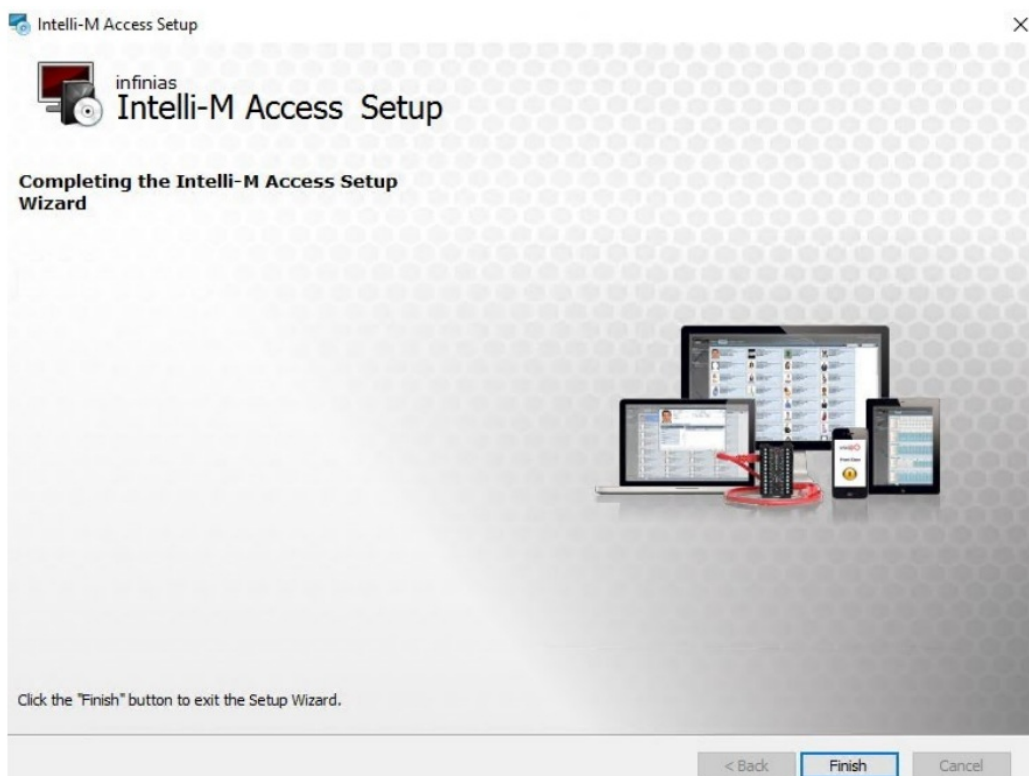 Intelli-M Access Setup
infinias
Intelli-M Access Setup
Completing the Intelli-M Access Setup
Wizard
Click the "Finish" button to exit the Setup Wizard.
< Back
Finish
Cancel